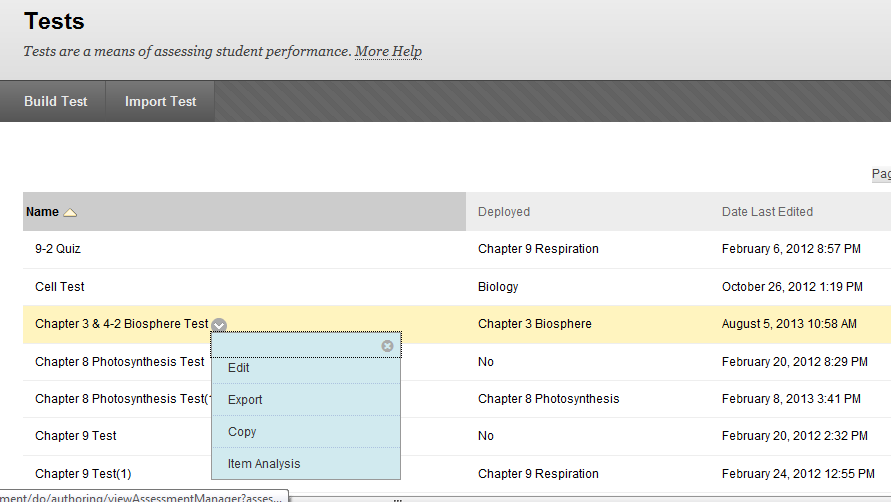 Tests
Tests are a means of assessing student performance. More Help
Build Test Import Test
Pag
Name Deployed Date Last Edited
9-2 Quiz Chapter 9 Respiration February 6, 2012 8:57 PM
Cell Test Biology October 26, 2012 1:19 PM
Chapter 3 & 4-2 Biosphere Test Chapter 3 Biosphere August 5, 2013 10:58 AM
Chapter 8 Photosynthesis Test No February 20, 2012 8:29 PM
Edit
Chapter 8 Photosynthesis Test(1 Chapter 8 Photosynthesis February 8, 2013 3:41 PM
Export
Chapter 9 Test No February 20, 2012 2:32 PM
Copy
Chapter 9 Test(1) Chapter 9 Respiration February 24, 2012 12:55 PM
Item Analysis
ment/do/authoring/viewAssessmentManager?asses...